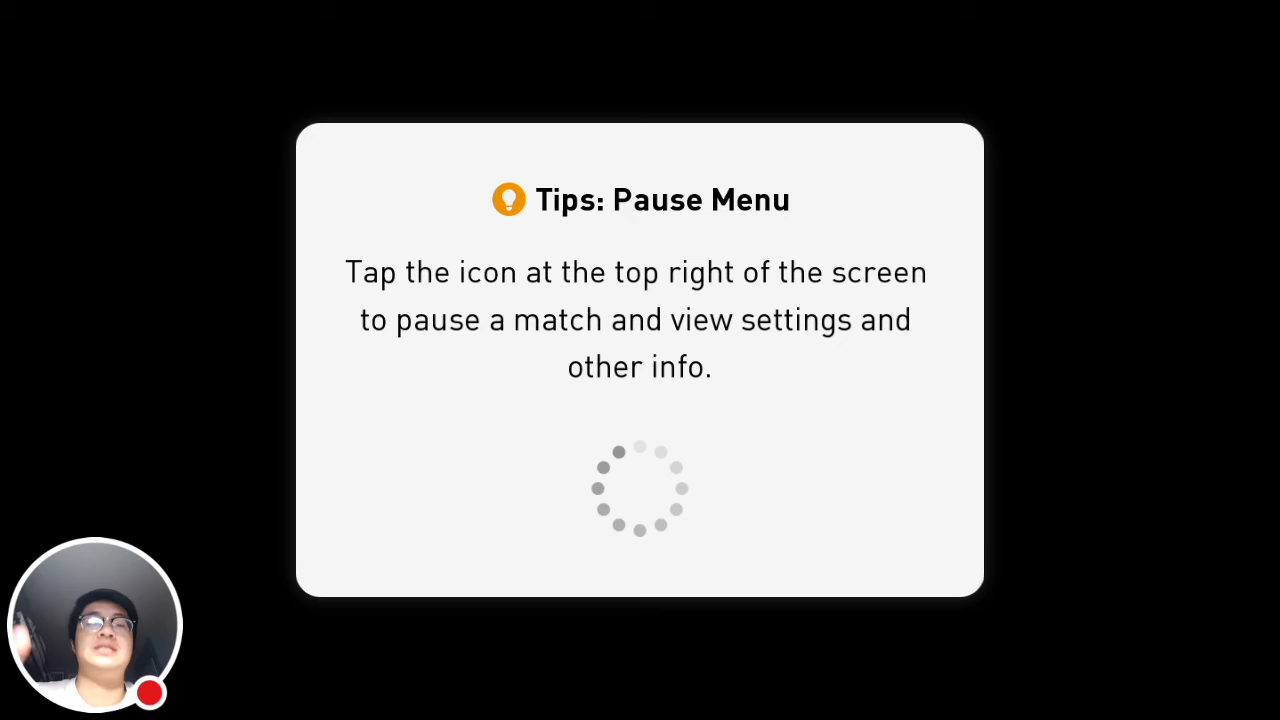 Tips: Pause Menu
Tap the icon at the top right of the screen
to pause a match and view settings and
other info.